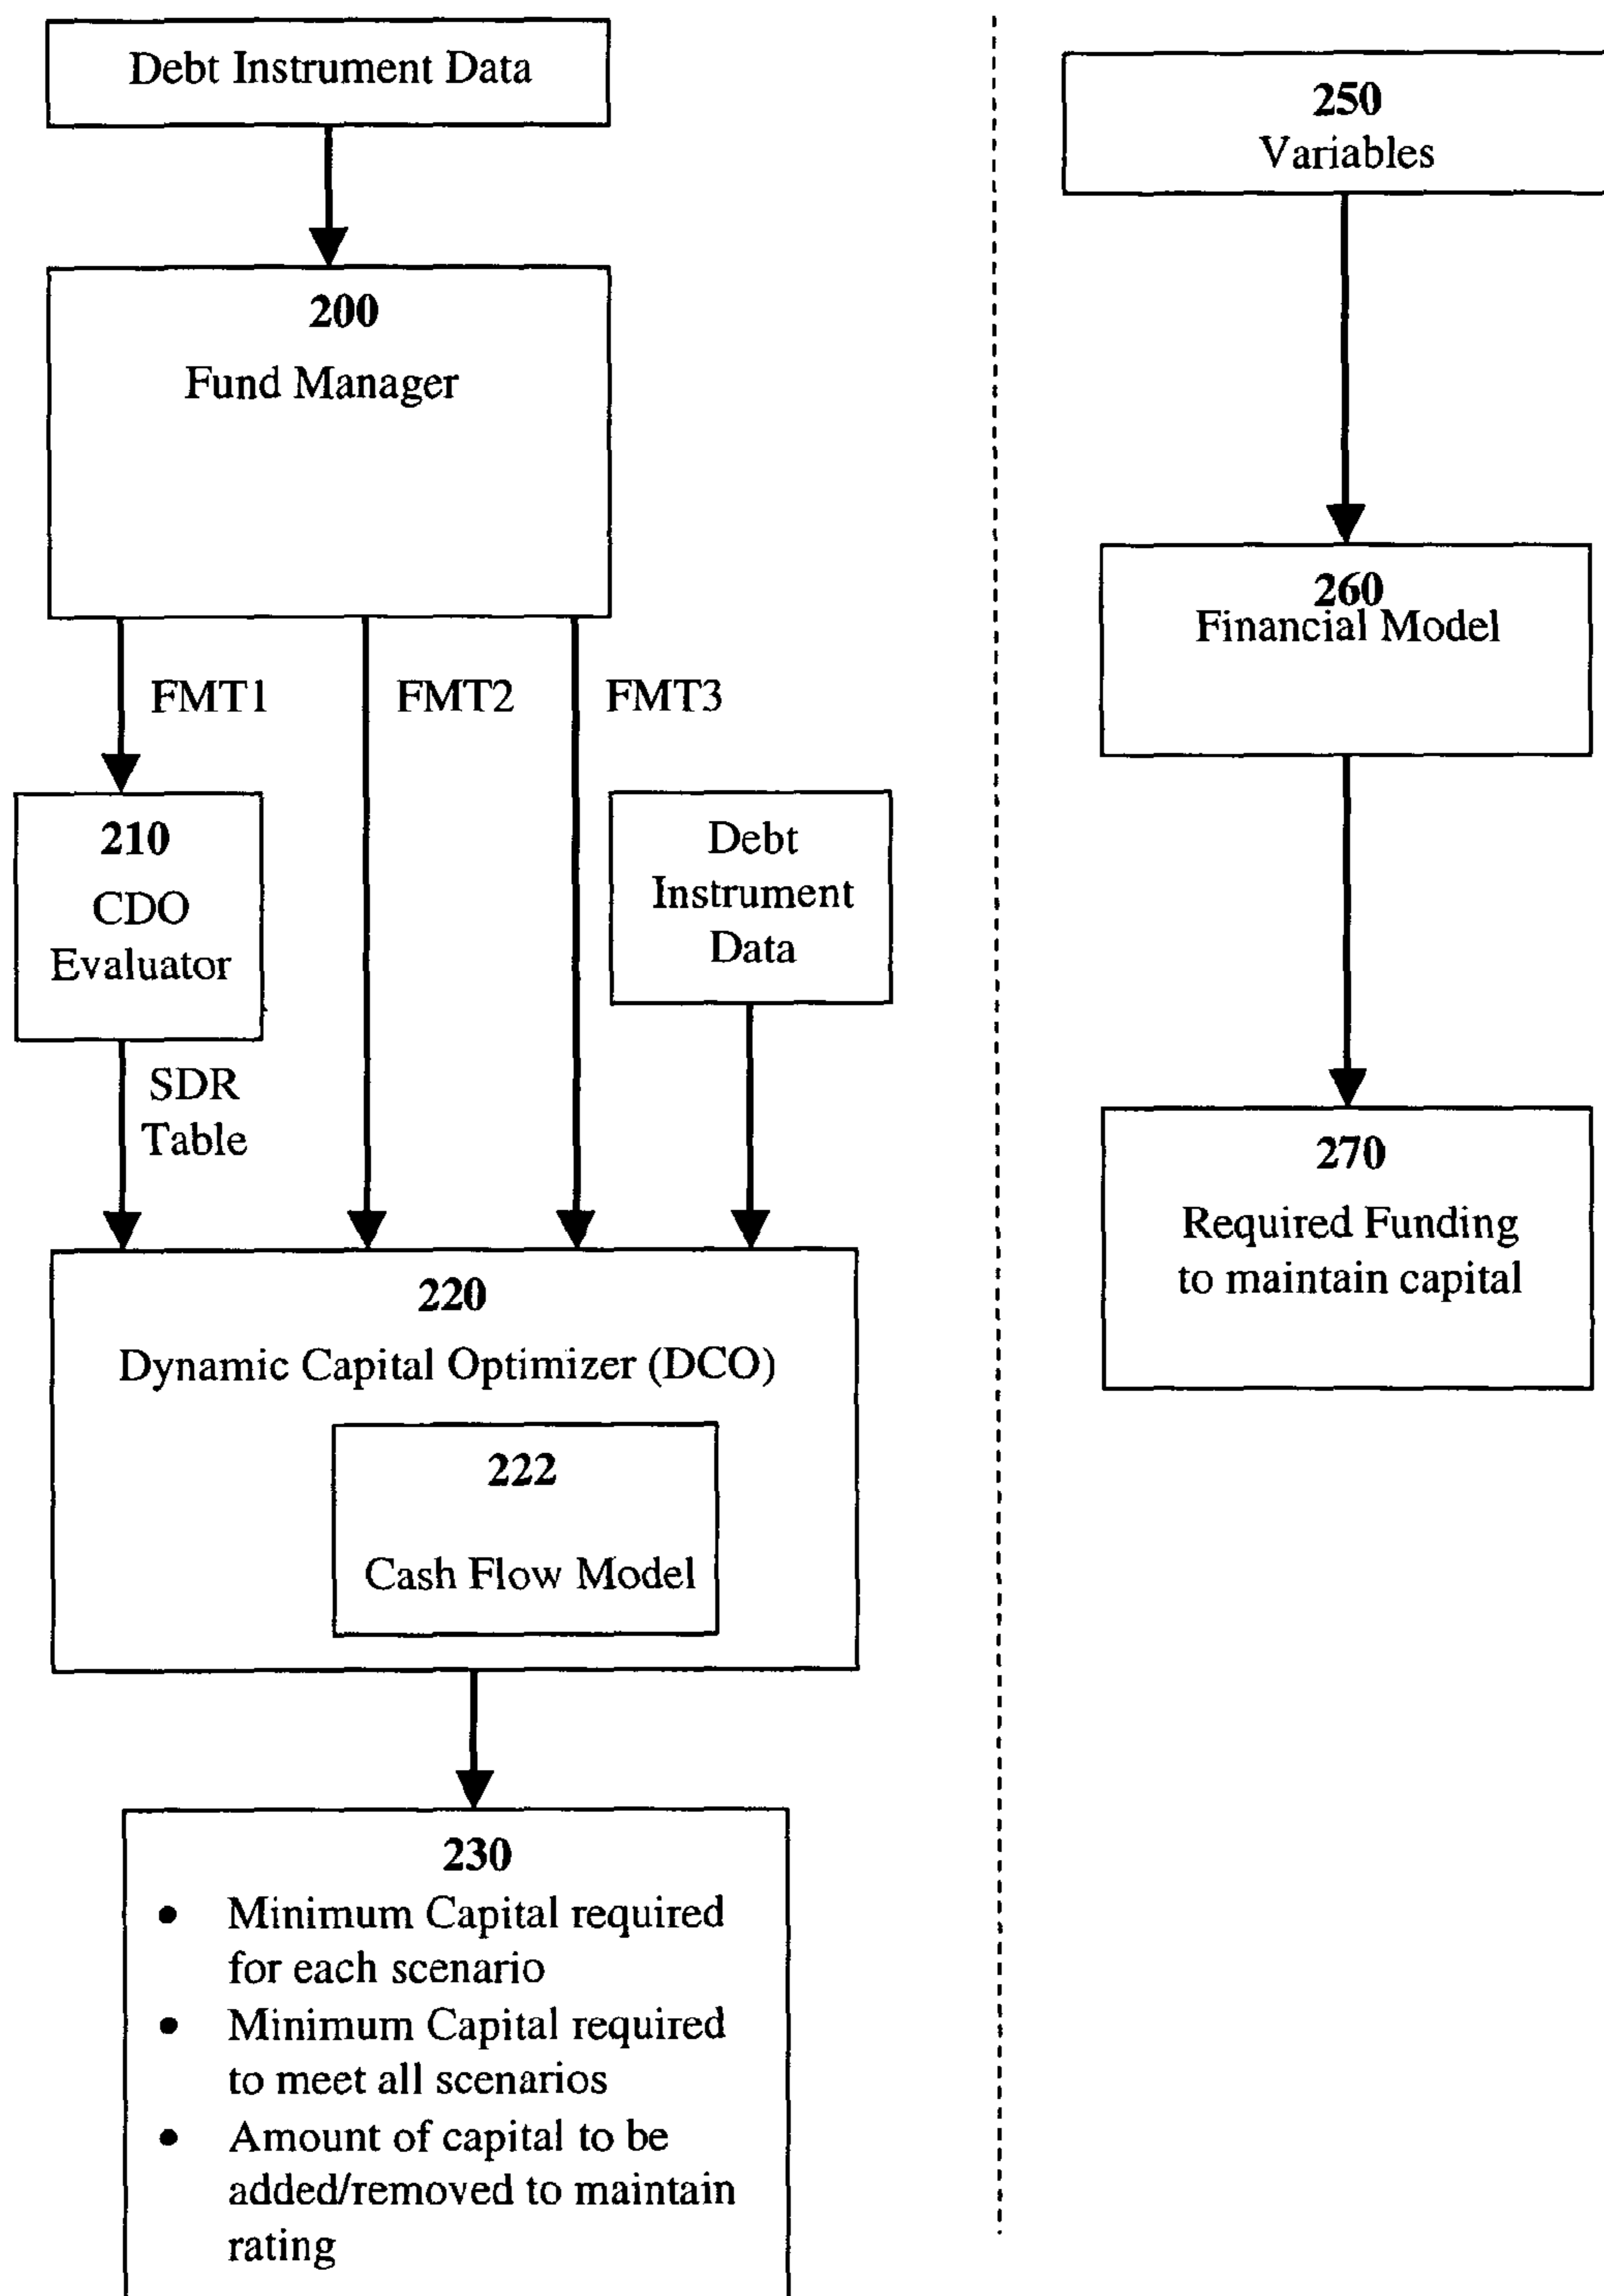 Debt Instrument Data
200
Fund Manager
FMT1
FMT2
FMT3
210
CDO
Evaluator
Debt
Instrument
Data
SDR
Table
220
Dynamic Capital Optimizer (DCO)
222
Cash Flow Model
230
• Minimum Capital required
for each scenario
• Minimum Capital required
to meet all scenarios
• Amount of capital to be
added/removed to maintain
rating
250
Variables
260
Financial Model
270
Required Funding
to maintain capital